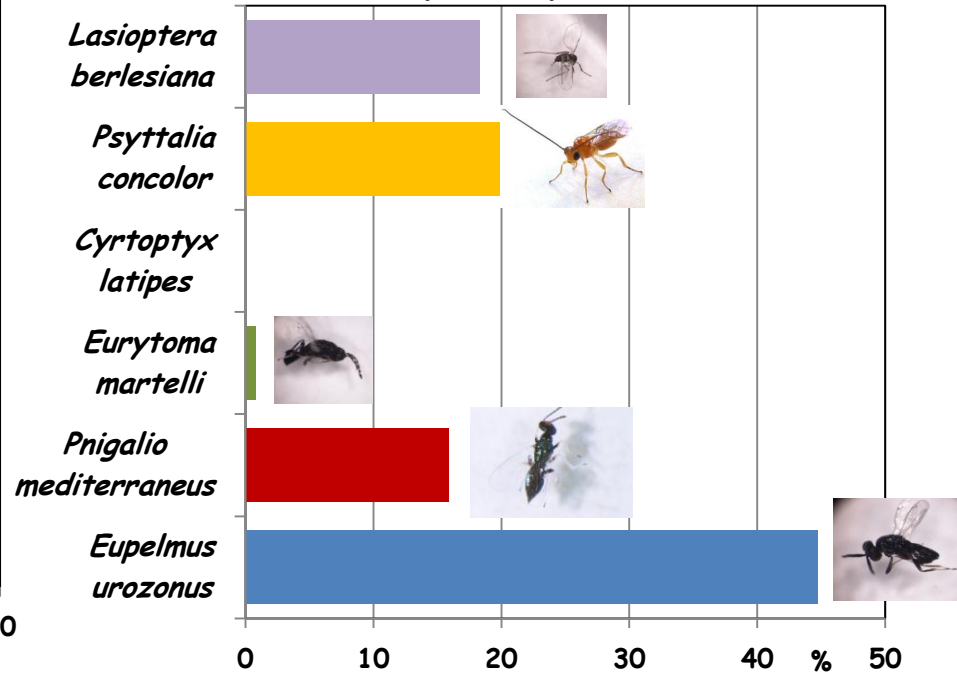 Lasioptera
berlesiana
Psyttalia
concolor
Cyrtoptyx
latipes
Eurytoma
martelli
Pnigalio
mediterraneus
Eupelmus
urozonus
0
0 10 20 30 40 % 50